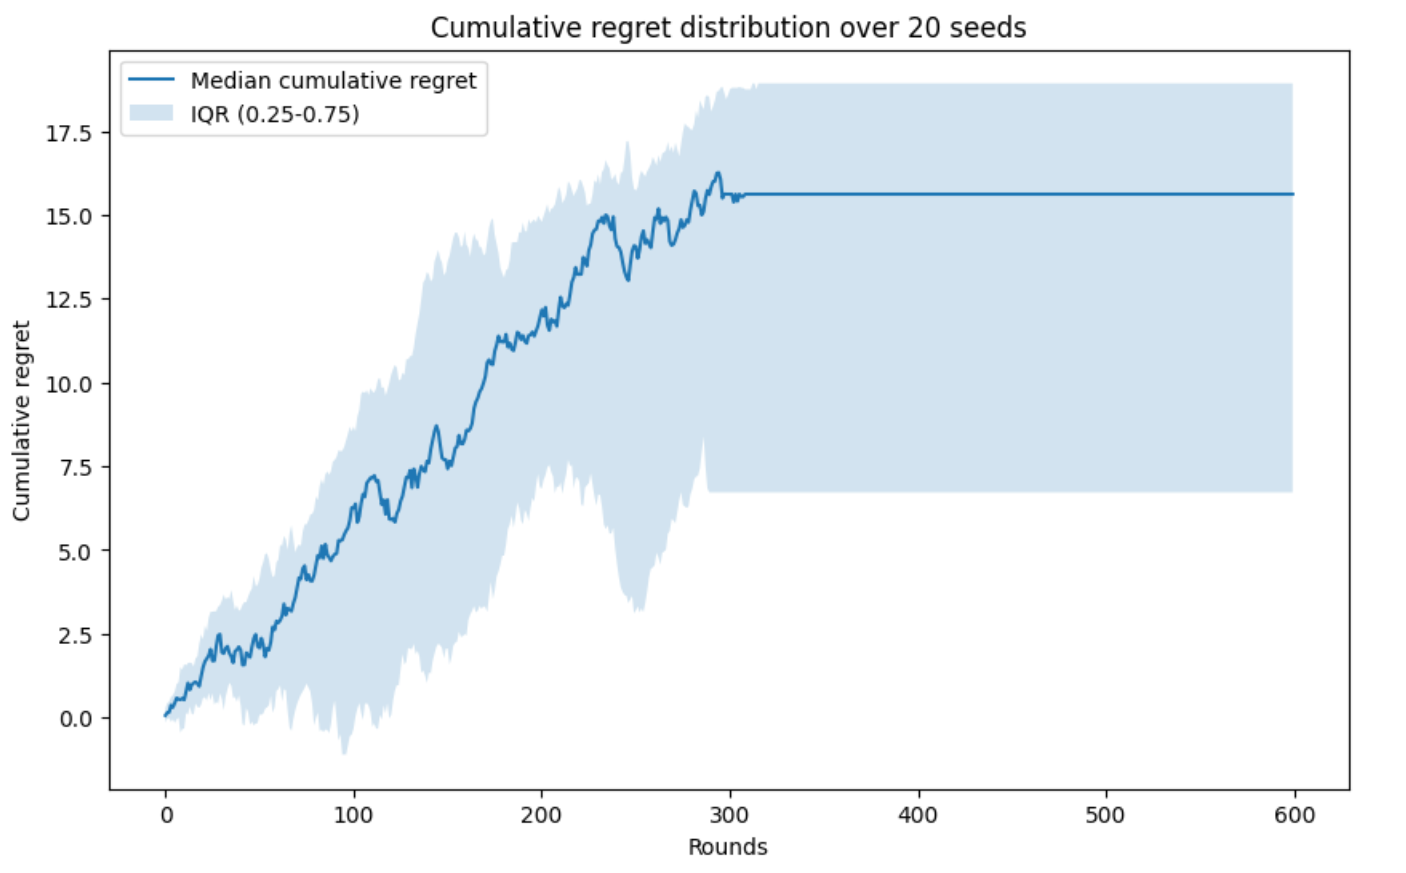 Cumulative regret distribution over 20 seeds
Median cumulative regret
IQR (0.25-0.75)
Cumulative regret
17.5
15.0
12.5
10.0
7.5
5.0
2.5
0.0
0 100 200 300 400 500 600
Rounds